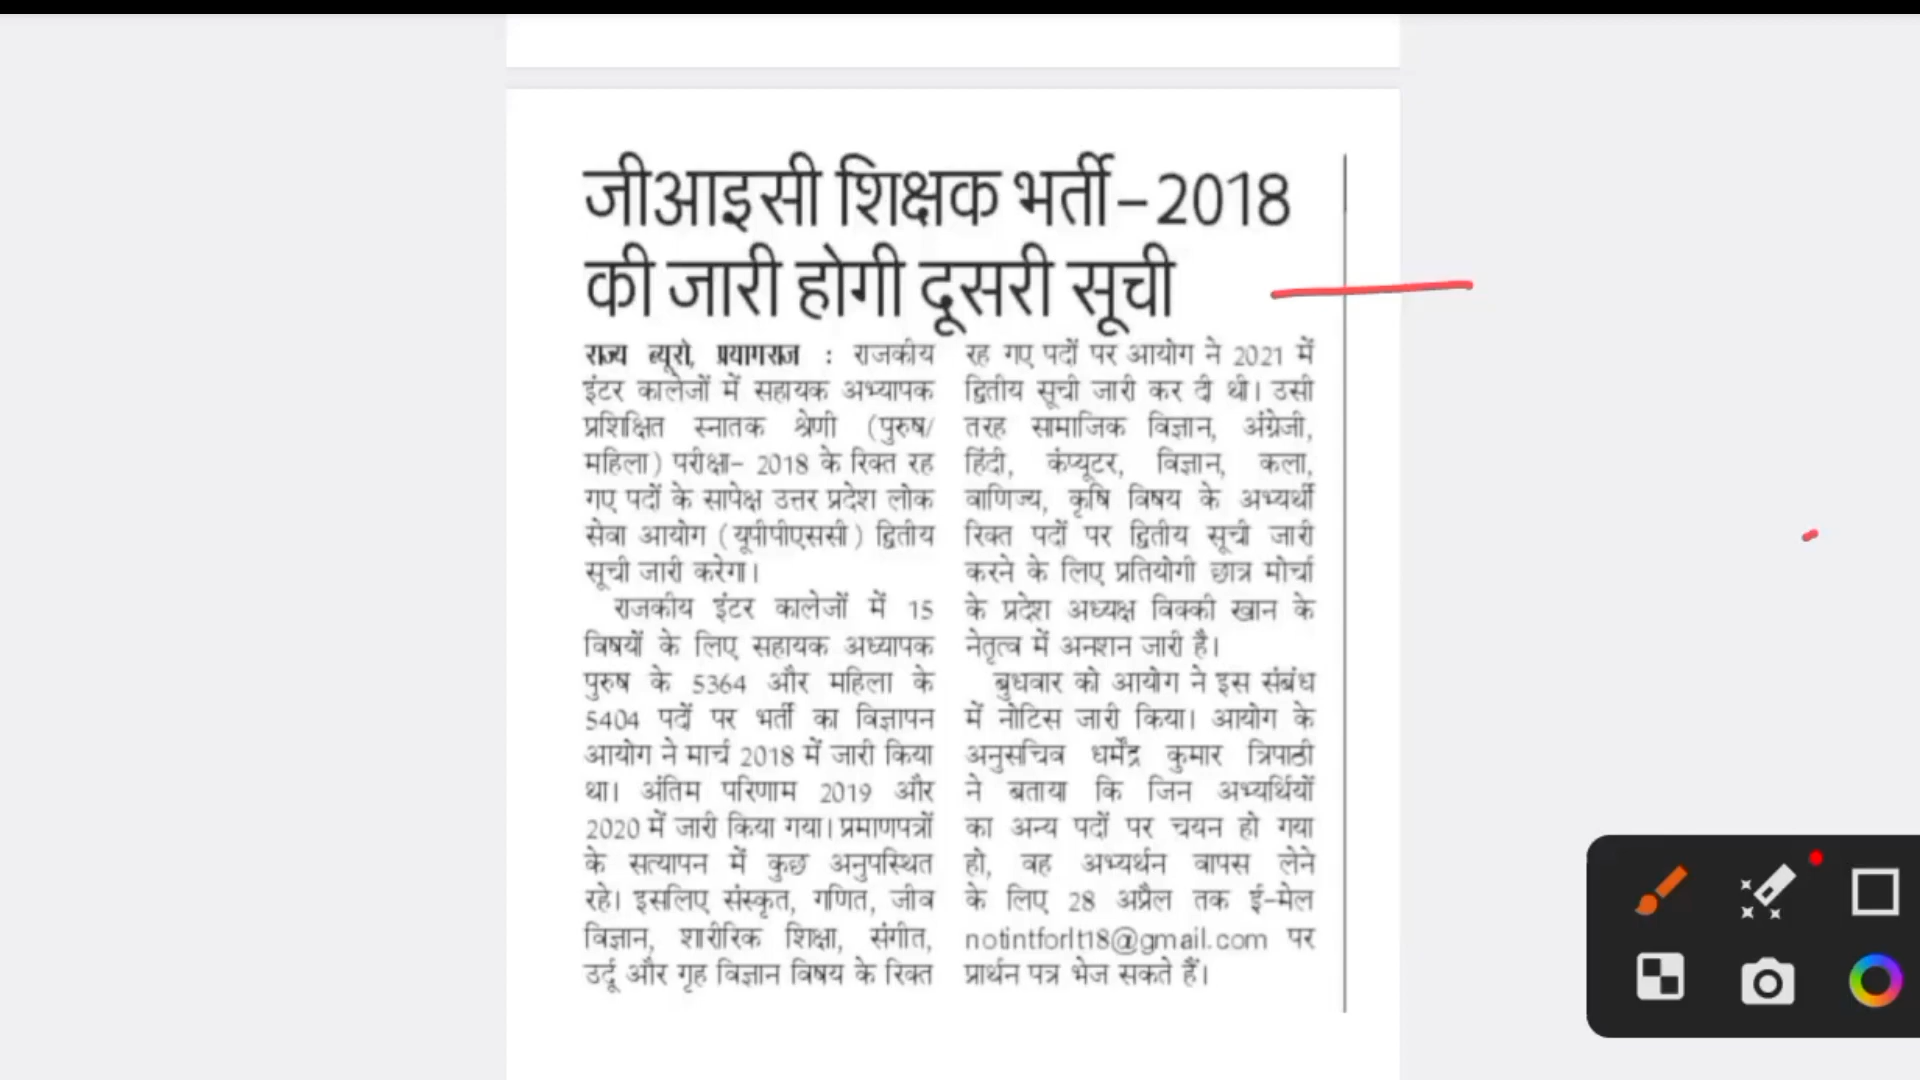 जीआइसी शिक्षक भर्ती-2018
की जारी होगी दूसरी सूची
राज्य ब्यूरो, प्रयागराज : राजकीय
इंटर कालेजों में सहायक अध्यापक
प्रशिक्षित स्नातक श्रेणी (पुरुष/
महिला) परीक्षा- 2018 के रिक्त रह
गए पदों के सापेक्ष उत्तर प्रदेश लोक
सेवा आयोग (यूपीपीएससी) द्वितीय
सूची जारी करेगा।
राजकीय इंटर कालेजों में 15
विषयों के लिए सहायक अध्यापक
पुरुष के 5364 और महिला के
5404 पदों पर भर्ती का विज्ञापन
आयोग ने मार्च 2018 में जारी किया
था। अंतिम परिणाम 2019 और
2020 में जारी किया गया। प्रमाणपत्रों
के सत्यापन में कुछ अनुपस्थित
रहे। इसलिए संस्कृत, गणित, जीव
विज्ञान, शारीरिक शिक्षा, संगीत,
उर्दू और गृह विज्ञान विषय के रिक्त
रह गए पदों पर आयोग ने 2021 में
द्वितीय सूची जारी कर दी थी। उसी
तरह सामाजिक विज्ञान, अंग्रेजी,
हिंदी, कंप्यूटर, विज्ञान, कला,
वाणिज्य, कृषि विषय के अभ्यर्थी
रिक्त पदों पर द्वितीय सूची जारी
करने के लिए प्रतियोगी छात्र मोर्चा
के प्रदेश अध्यक्ष विक्की खान के
नेतृत्व में अनशन जारी है।
बुधवार को आयोग ने इस संबंध
में नोटिस जारी किया। आयोग के
अनुसचिव धर्मेंद्र कुमार त्रिपाठी
ने बताया कि जिन अभ्यर्थियों
का अन्य पदों पर चयन हो गया
हो, वह अभ्यर्थन वापस लेने
के लिए 28 अप्रैल तक ई-मेल
notintforlt18@gmail.com पर
प्रार्थन पत्र भेज सकते हैं।